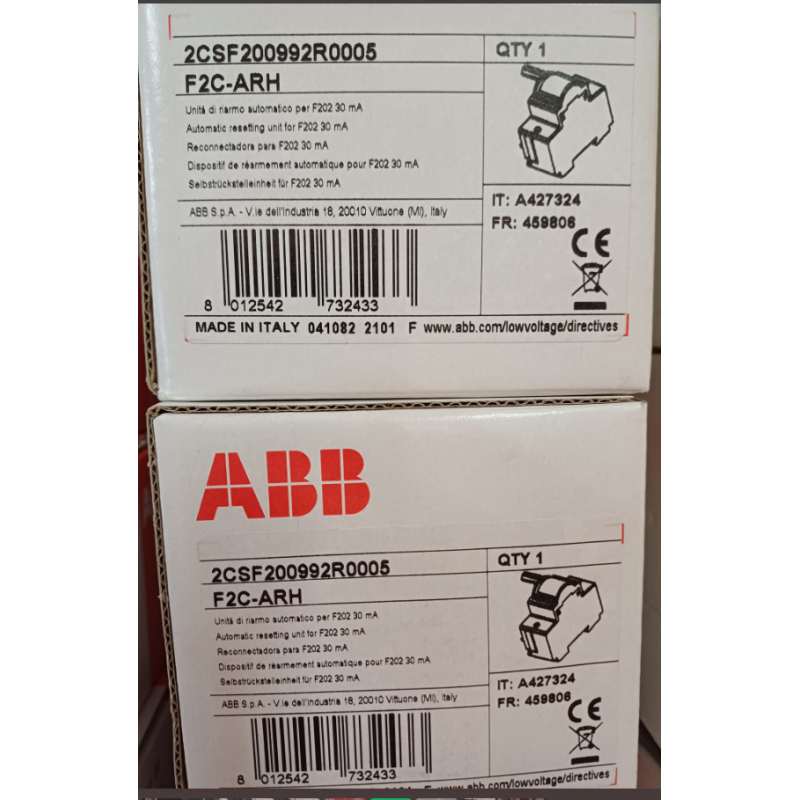 2CSF200992R0005
QTY 1
F2C-ARH
Unità di riarmo automatico per F202 30 mA
Automatic resetting unit for F202 30 mA
Reconnectadora para F202 30 mA
Dispositif de réarmement automatique pour F202 30 mA
Selbstrückstelleinheit für F202 30 mA
IT: A427324
FR: 459806
ABB S.p.A. - V.le dell'industria 18, 20010 Vittuone (MI), Italy
CE
8 012542 732433
MADE IN ITALY 041082 2101 F www.abb.com/lowvoltage/directives
ABB
2CSF200992R0005
QTY 1
F2C-ARH
Unità di riarmo automatico per F202 30 mA
Automatic resetting unit for F202 30 mA
Reconnectadora para F202 30 mA
Dispositif de réarmement automatique pour F202 30 mA
Selbstrückstelleinheit für F202 30 mA
IT: A427324
FR: 459806
ABB S.p.A. - V.le dell'industria 18, 20010 Vittuone (MI), Italy
CE
8 012542 732433
F www.abb.com/lowvoltage/directives